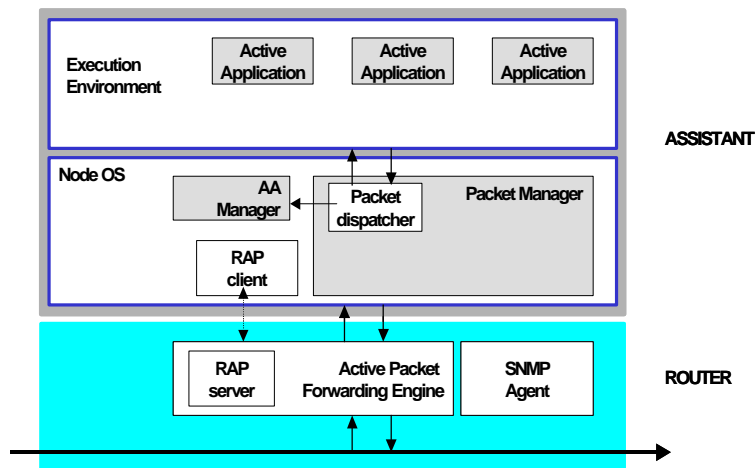 Execution
Environment
Active
Application
Active
Application
Active
Application
ASSISTANT
Node OS
AA
Manager
Packet
dispatcher
Packet Manager
RAP
client
RAP
server
Active Packet
Forwarding Engine
SNMP
Agent
ROUTER